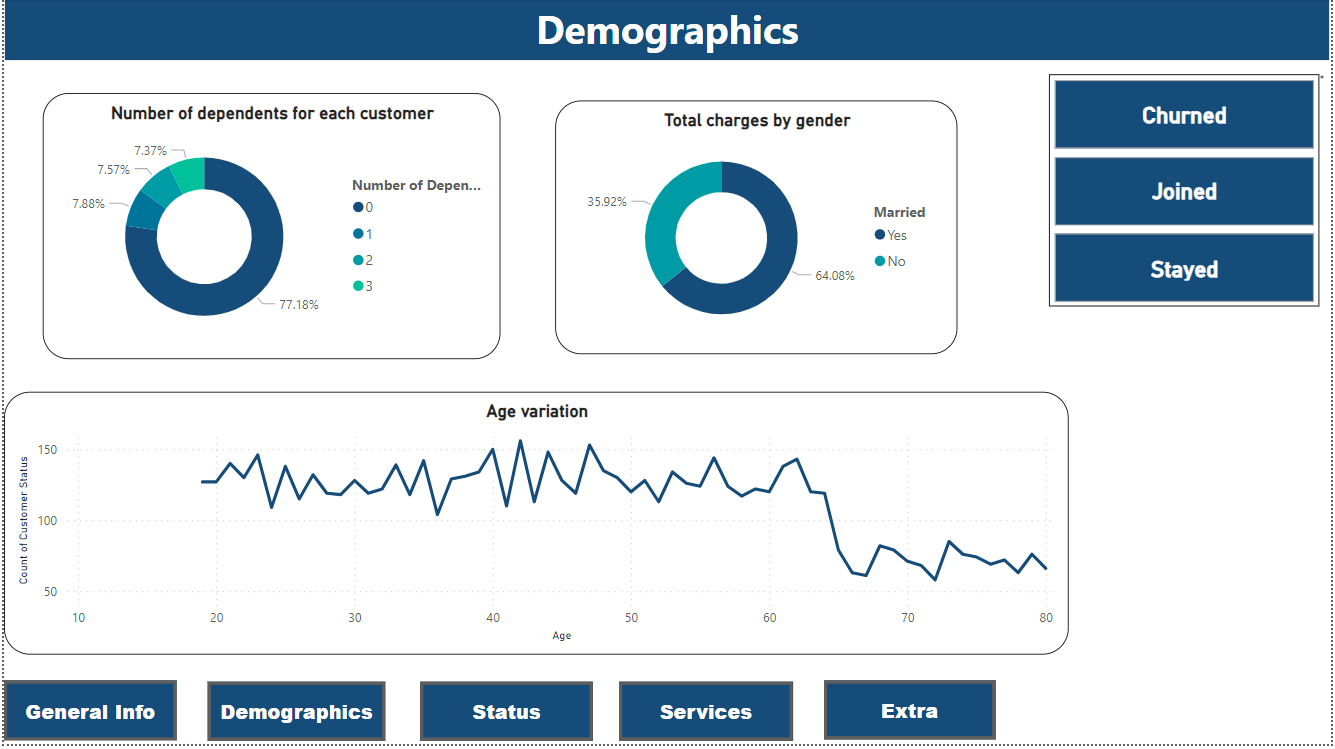 Demographics
Number of dependents for each customer
7.37%
7.57%
7.88%
77.18%
Number of Depen...
0
1
2
3
Total charges by gender
35.92%
64.08%
Married
Yes
No
Churned
Joined
Stayed
Age variation
Count of Customer Status
150
100
50
10 20 30 40 50 60 70 80
Age
General Info
Demographics
Status
Services
Extra